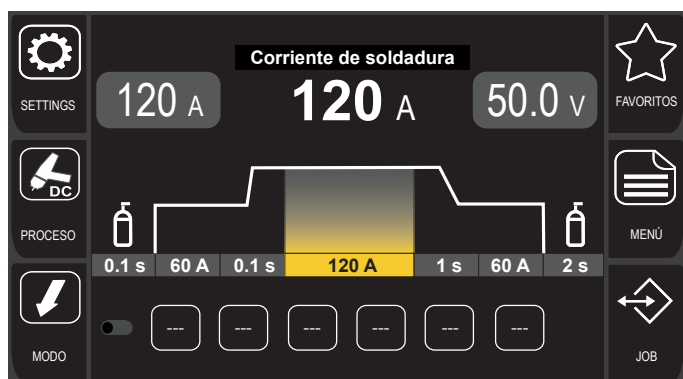 Corriente de soldadura
120 A
120 A
50.0 V
SETTINGS
FAVORITOS
DC
PROCESO
MENÚ
0.1 s 60 A 0.1 s 120 A 1 s 60 A 2 s
--- --- --- --- --- ---
MODO
JOB